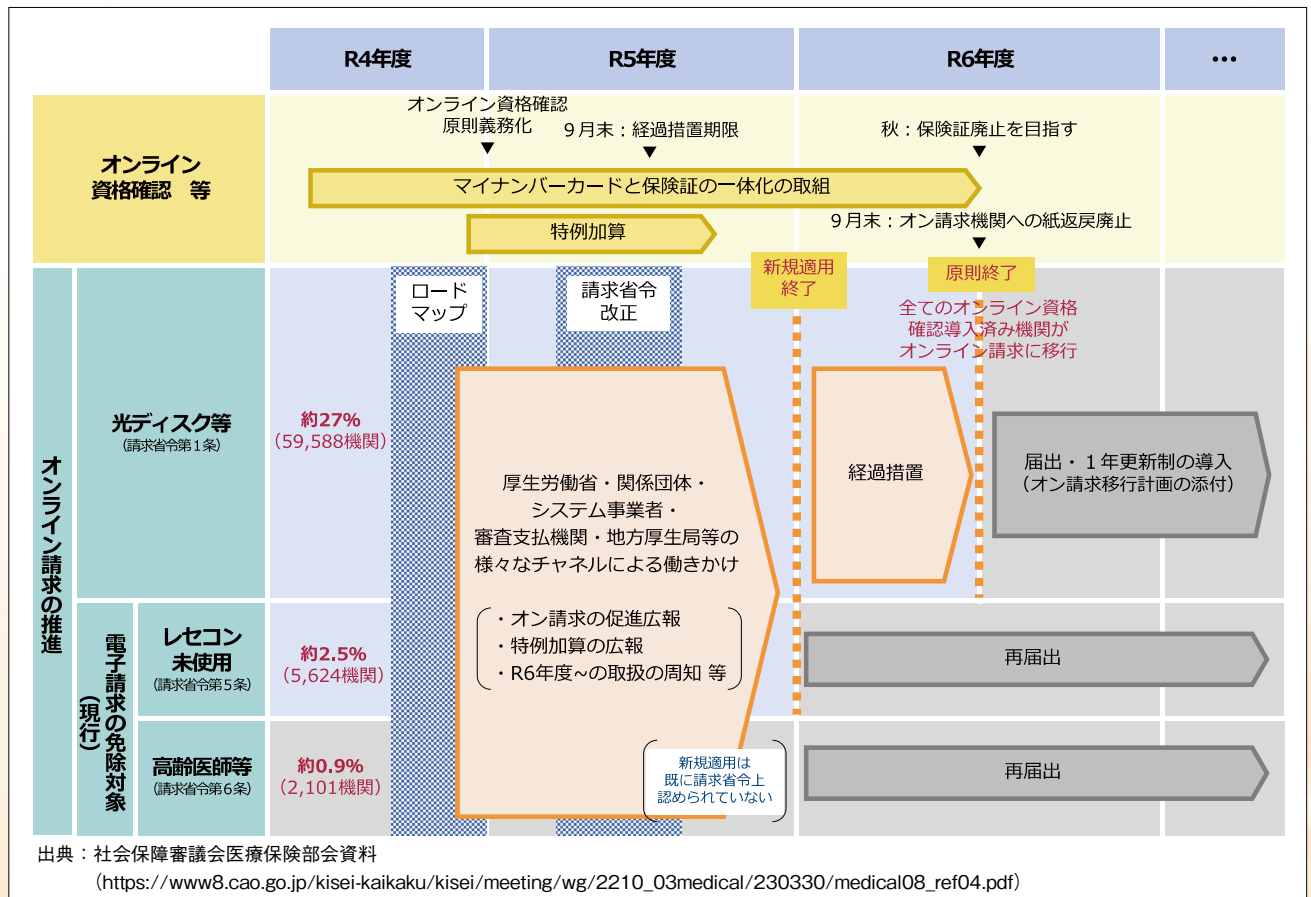 R4年度
R5年度
R6年度
…
オンライン
資格確認 等
オンライン資格確認
原則義務化
▼
9月末：経過措置期限
▼
秋：保険証廃止を目指す
▼
マイナンバーカードと保険証の一体化の取組
特例加算
9月末：オン請求機関への紙返戻廃止
▼
オンライン請求の推進
ロード
マップ
請求省令
改正
新規適用
終了
原則終了
全てのオンライン資格
確認導入済み機関が
オンライン請求に移行
光ディスク等
（請求省令第1条）
約27%
（59,588機関）
厚生労働省・関係団体・
システム事業者・
審査支払機関・地方厚生局等の
様々なチャネルによる働きかけ
・オン請求の促進広報
・特例加算の広報
・R6年度~の取扱の周知 等
経過措置
届出・１年更新制の導入
（オン請求移行計画の添付）
電子請求の免除対象
（現行）
レセコン
未使用
（請求省令第5条）
約2.5%
（5,624機関）
再届出
高齢医師等
（請求省令第6条）
約0.9%
（2,101機関）
新規適用は
既に請求省令上
認められていない
再届出
出典：社会保障審議会医療保険部会資料
（https://www8.cao.go.jp/kisei-kaikaku/kisei/meeting/wg/2210_03medical/230330/medical08_ref04.pdf）